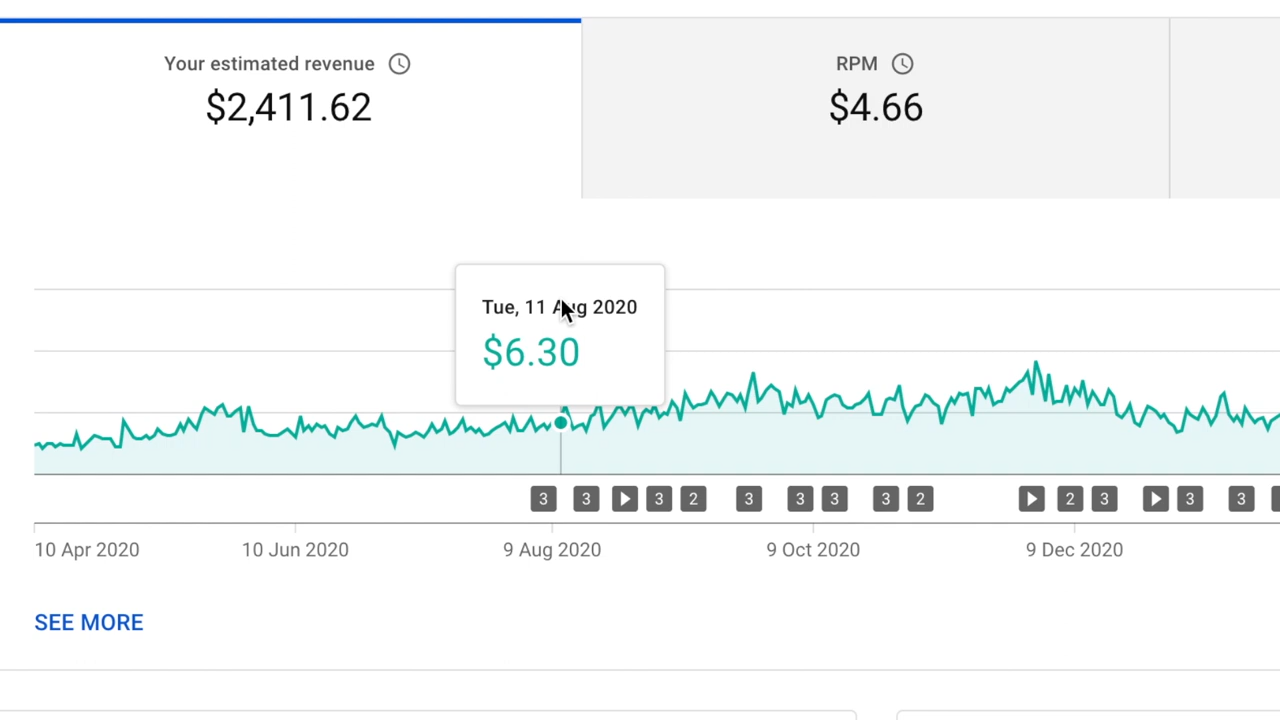 Your estimated revenue
$2,411.62
RPM
$4.66
Tue, 11 Aug 2020
$6.30
3 3 3 2 3 3 3 3 2 2 3 3 3
10 Apr 2020 10 Jun 2020 9 Aug 2020 9 Oct 2020 9 Dec 2020
SEE MORE